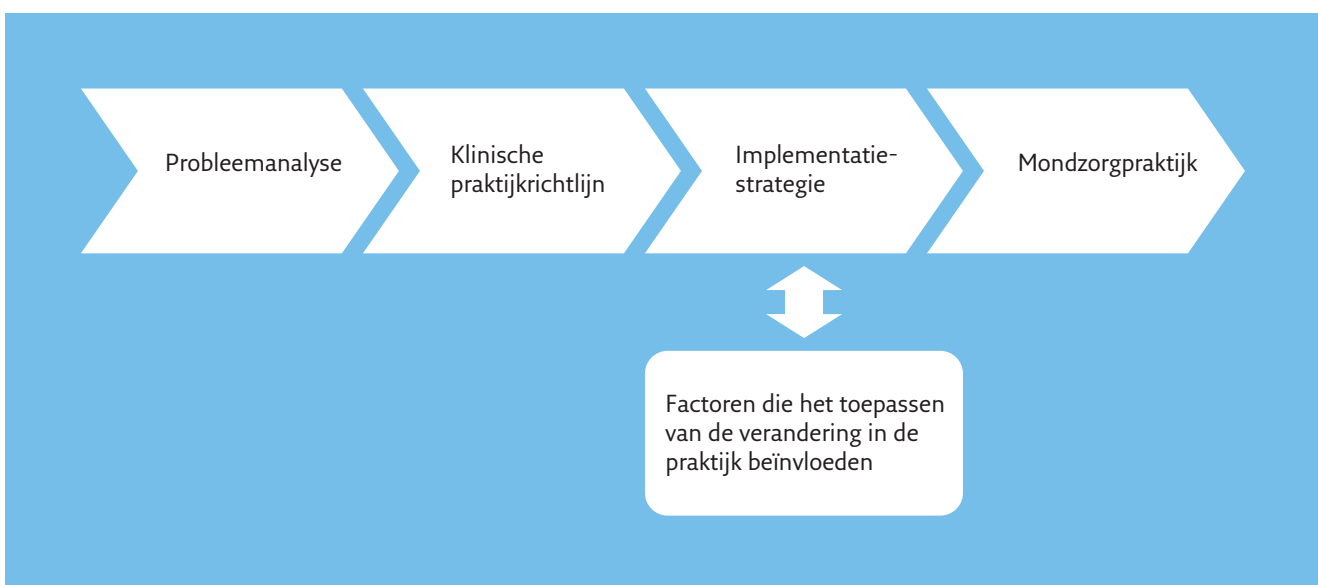 Probleemanalyse
Klinische
praktijkrichtlijn
Implementatie-
strategie
Mondzorgpraktijk
Factoren die het toepassen
van de verandering in de
praktijk beïnvloeden